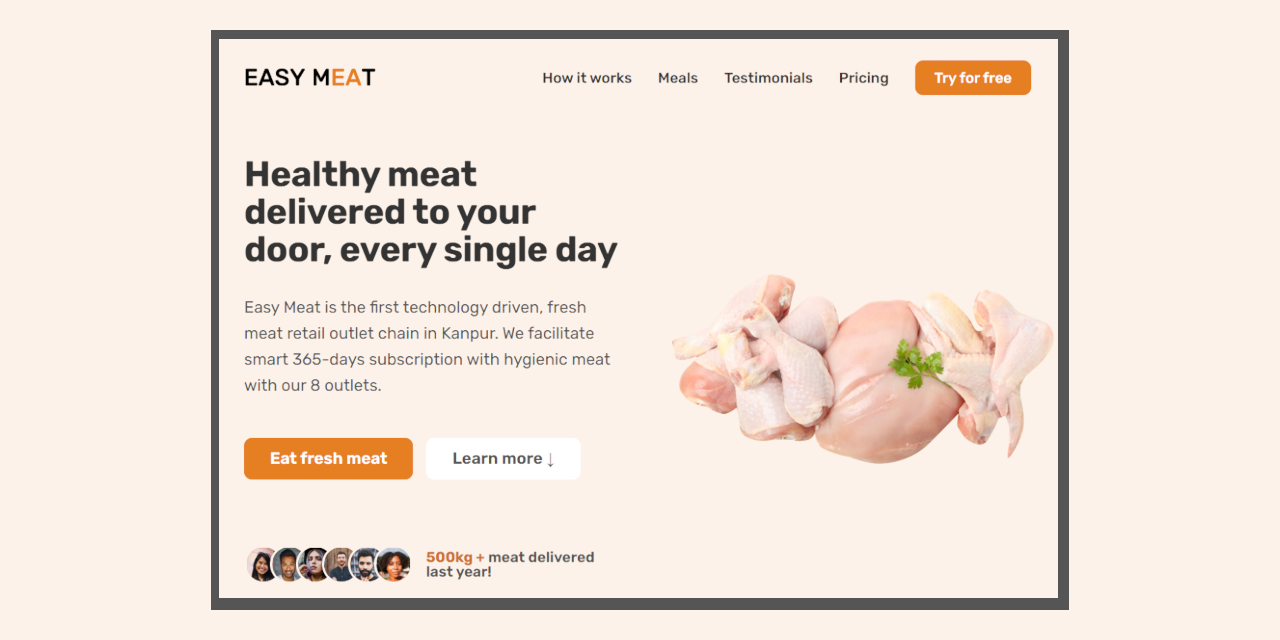 EASY MEAT
How it works
Meals
Testimonials
Pricing
Try for free
Healthy meat
delivered to your
door, every single day
Easy Meat is the first technology driven, fresh
meat retail outlet chain in Kanpur. We facilitate
smart 365-days subscription with hygienic meat
with our 8 outlets.
Eat fresh meat
Learn more ↓
500kg + meat delivered
last year!